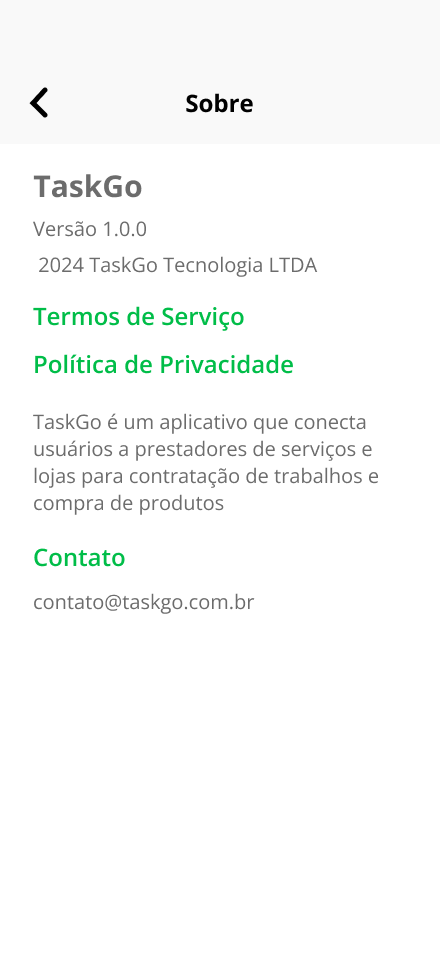 Sobre
TaskGo
Versão 1.0.0
2024 TaskGo Tecnologia LTDA
Termos de Serviço
Política de Privacidade
TaskGo é um aplicativo que conecta
usuários a prestadores de serviços e
lojas para contratação de trabalhos e
compra de produtos
Contato
contato@taskgo.com.br